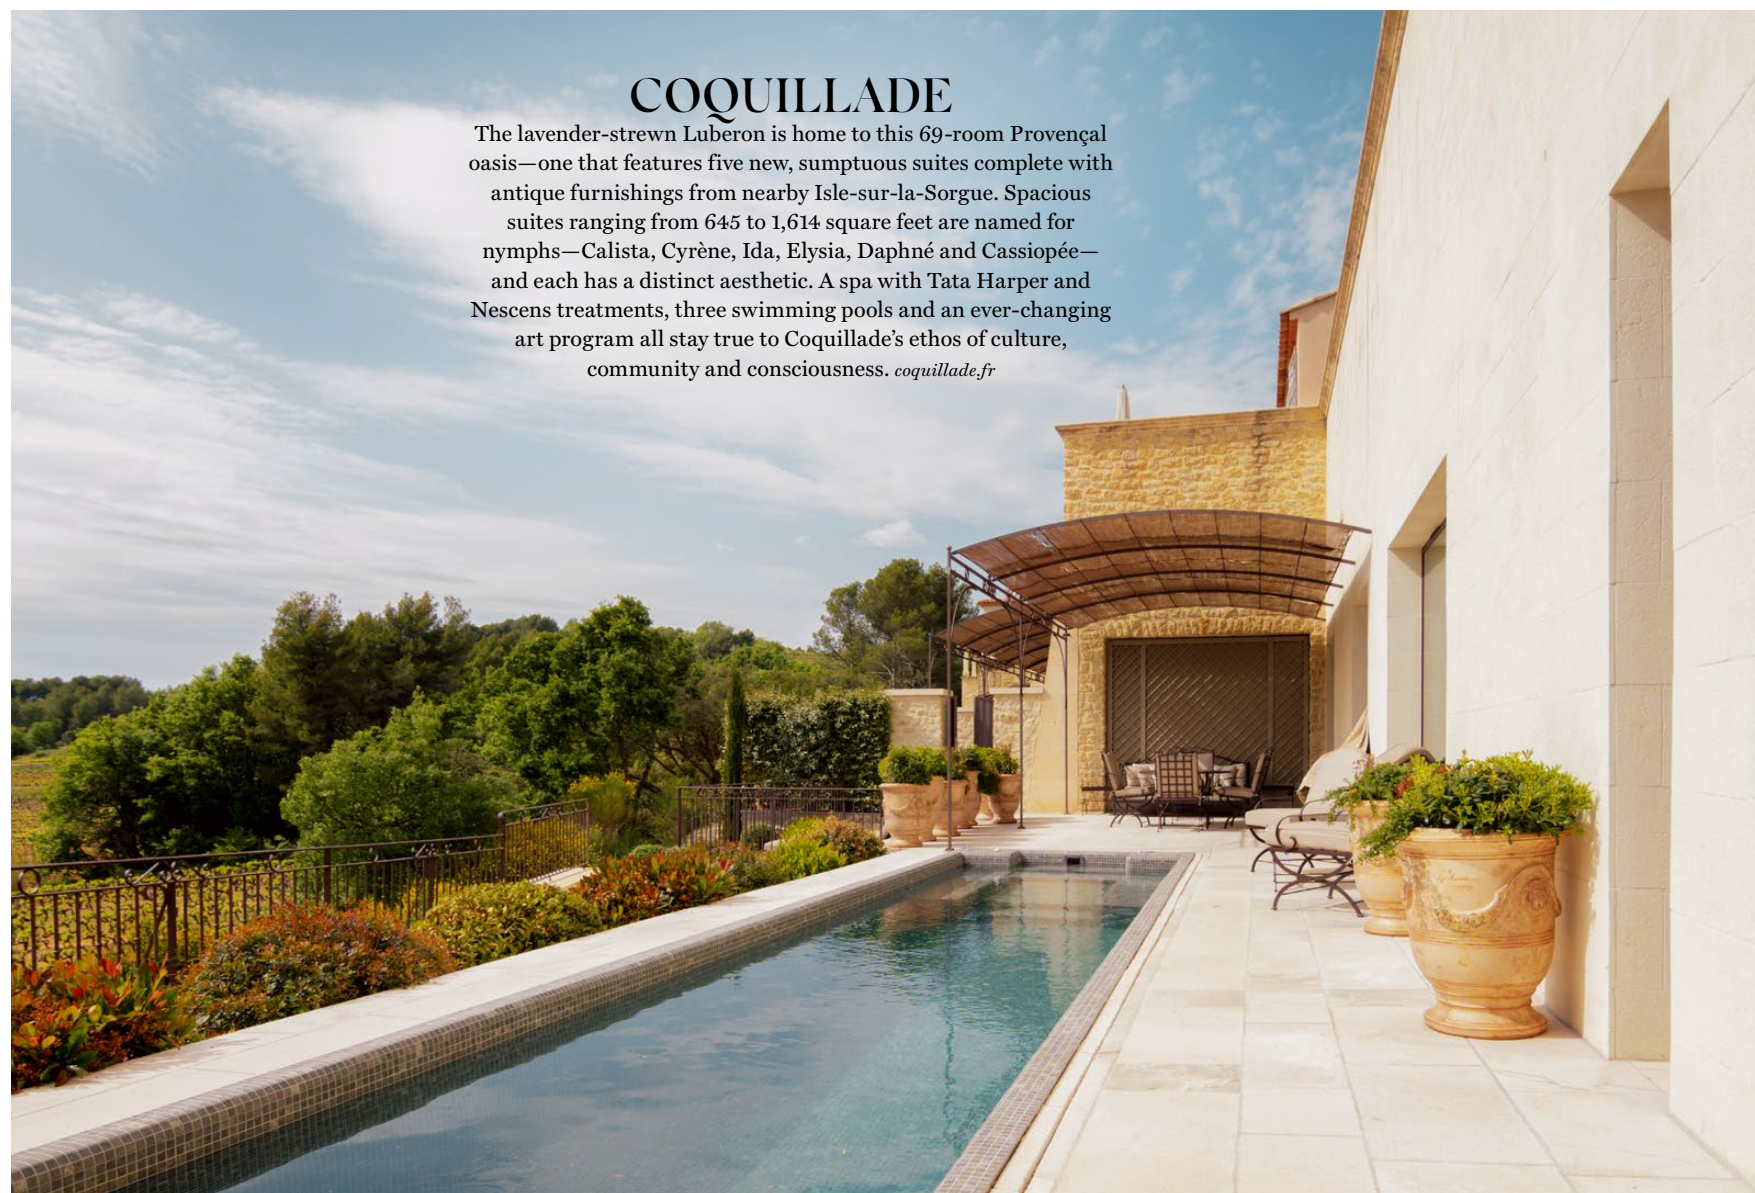 COQUILLADE
The lavender-strewn Luberon is home to this 69-room Provençal
oasis—one that features five new, sumptuous suites complete with
antique furnishings from nearby Isle-sur-la-Sorgue. Spacious
suites ranging from 645 to 1,614 square feet are named for
nymphs—Calista, Cyrène, Ida, Elysia, Daphné and Cassiopée—
and each has a distinct aesthetic. A spa with Tata Harper and
Nescens treatments, three swimming pools and an ever-changing
art program all stay true to Coquillade’s ethos of culture,
community and consciousness. coquillade.fr